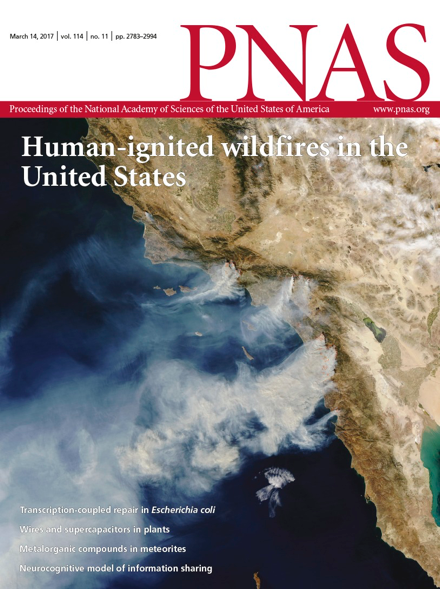 March 14, 2017 | vol. 114 | no. 11 | pp. 2783–2994
PNAS
Proceedings of the National Academy of Sciences of the United States of America www.pnas.org
Human-ignited wildfires in the
United States
Transcription-coupled repair in Escherichia coli
Wires and supercapacitors in plants
Metalorganic compounds in meteorites
Neurocognitive model of information sharing